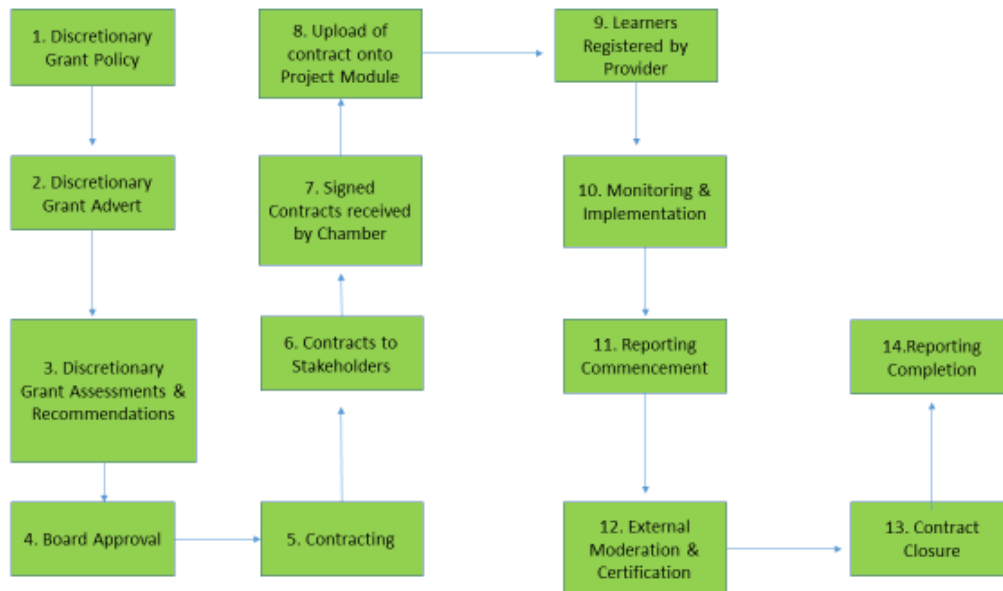 1. Discretionary
Grant Policy
2. Discretionary
Grant Advert
3. Discretionary
Grant Assessments &
Recommendations
4. Board Approval
5. Contracting
6. Contracts to
Stakeholders
7. Signed
Contracts received
by Chamber
8. Upload of
contract onto
Project Module
9. Learners
Registered by
Provider
10. Monitoring &
Implementation
11. Reporting
Commencement
12. External
Moderation &
Certification
13. Contract
Closure
14.Reporting
Completion